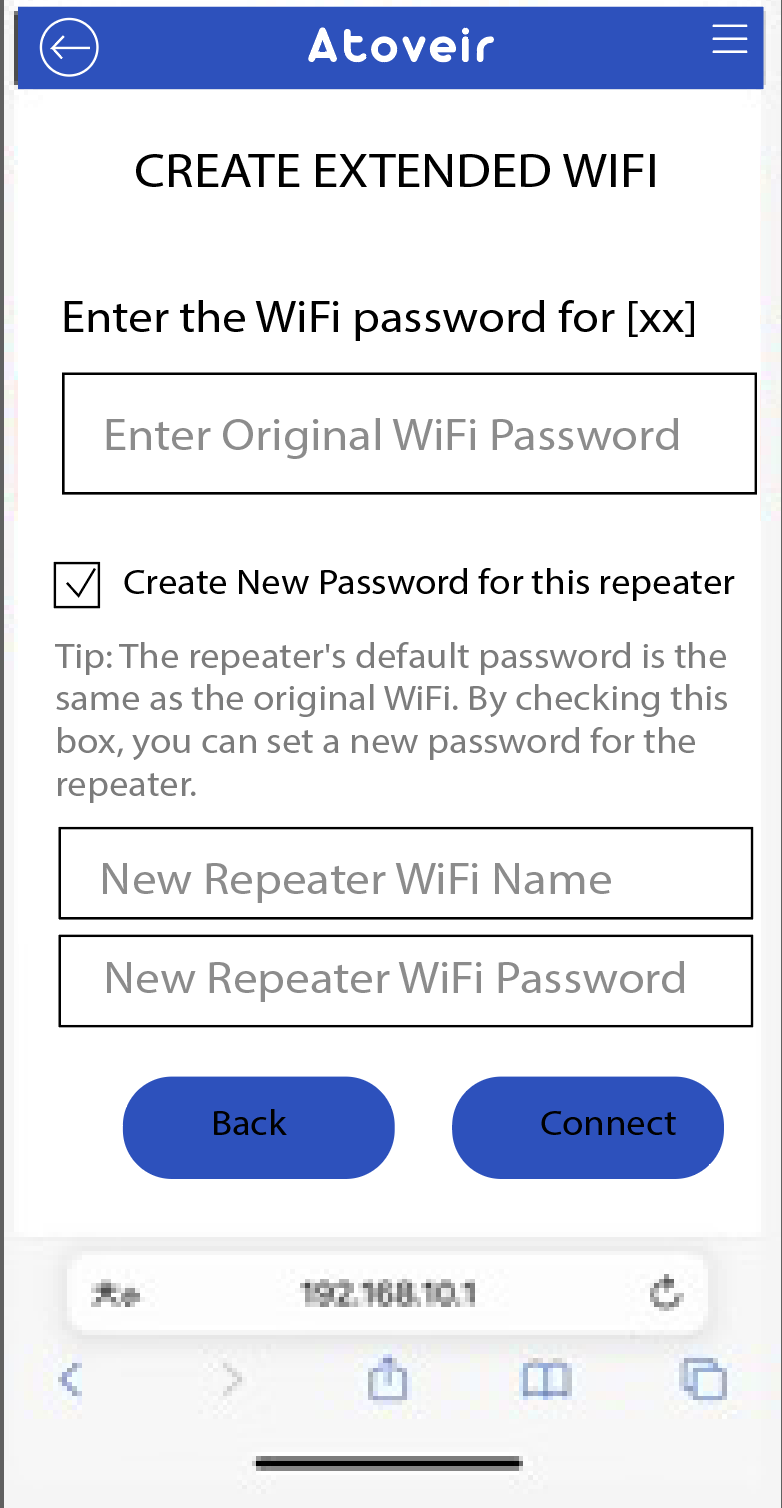 Atoveir
CREATE EXTENDED WIFI
Enter the WiFi password for [xx]
Enter Original WiFi Password
Create New Password for this repeater
Tip: The repeater's default password is the
same as the original WiFi. By checking this
box, you can set a new password for the
repeater.
New Repeater WiFi Name
New Repeater WiFi Password
Back
Connect
192.168.10.1